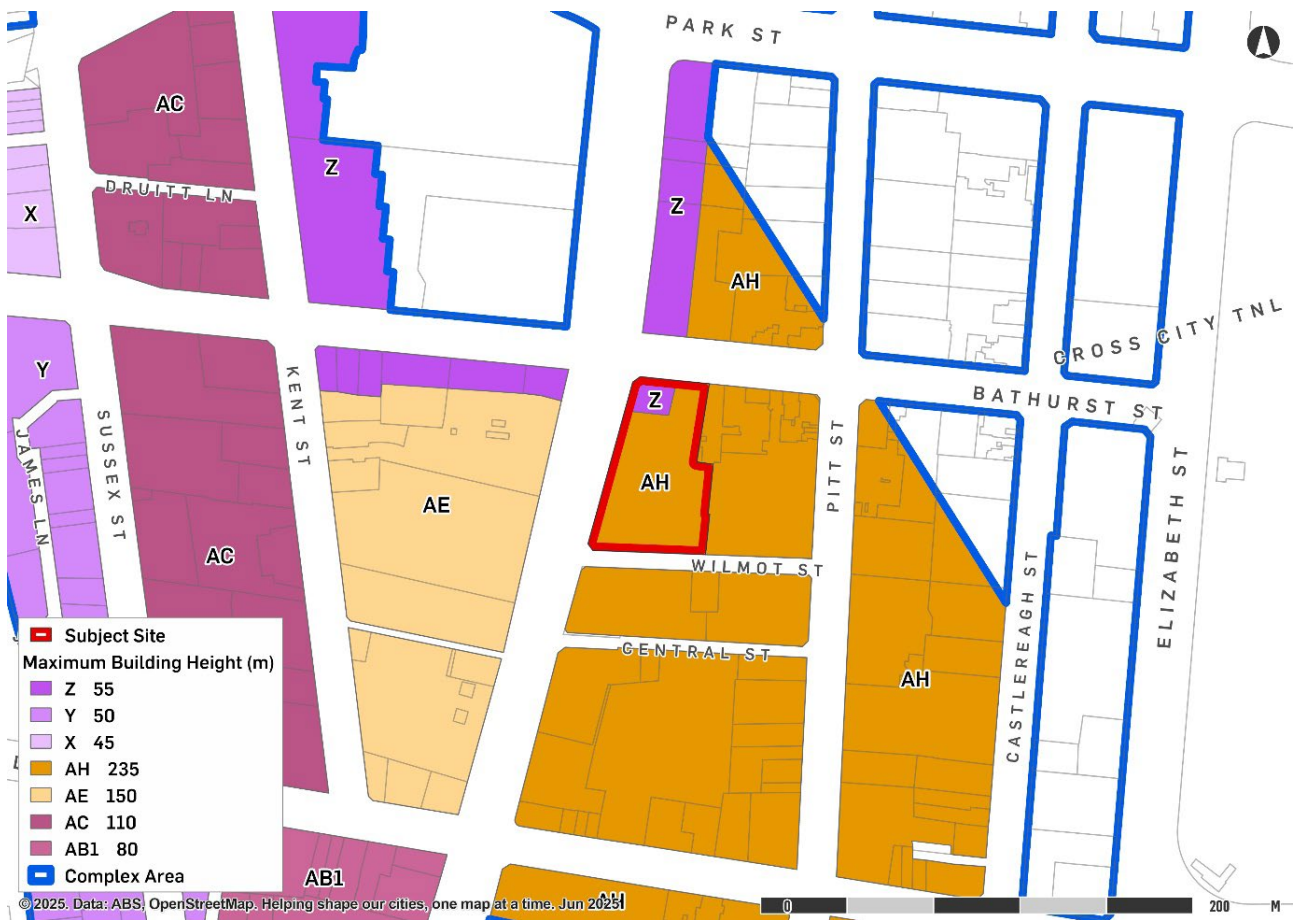 PARK ST
AC
Z
DRUITT LN
X
Z
AH
CROSS CITY TNL
Y
KENT ST
Z
BATHURST ST
SUSSEX ST
JAMES LN
AH
PITT ST
AE
ELIZABETH ST
AC
WILMOT ST
CASTLEREAGH ST
CENTRAL ST
AH
Subject Site
Maximum Building Height (m)
Z 55
Y 50
X 45
AH 235
AE 150
AC 110
AB1 80
Complex Area
AB1
AH
© 2025. Data: ABS, OpenStreetMap. Helping shape our cities, one map at a time. Jun 2025
0 200 M